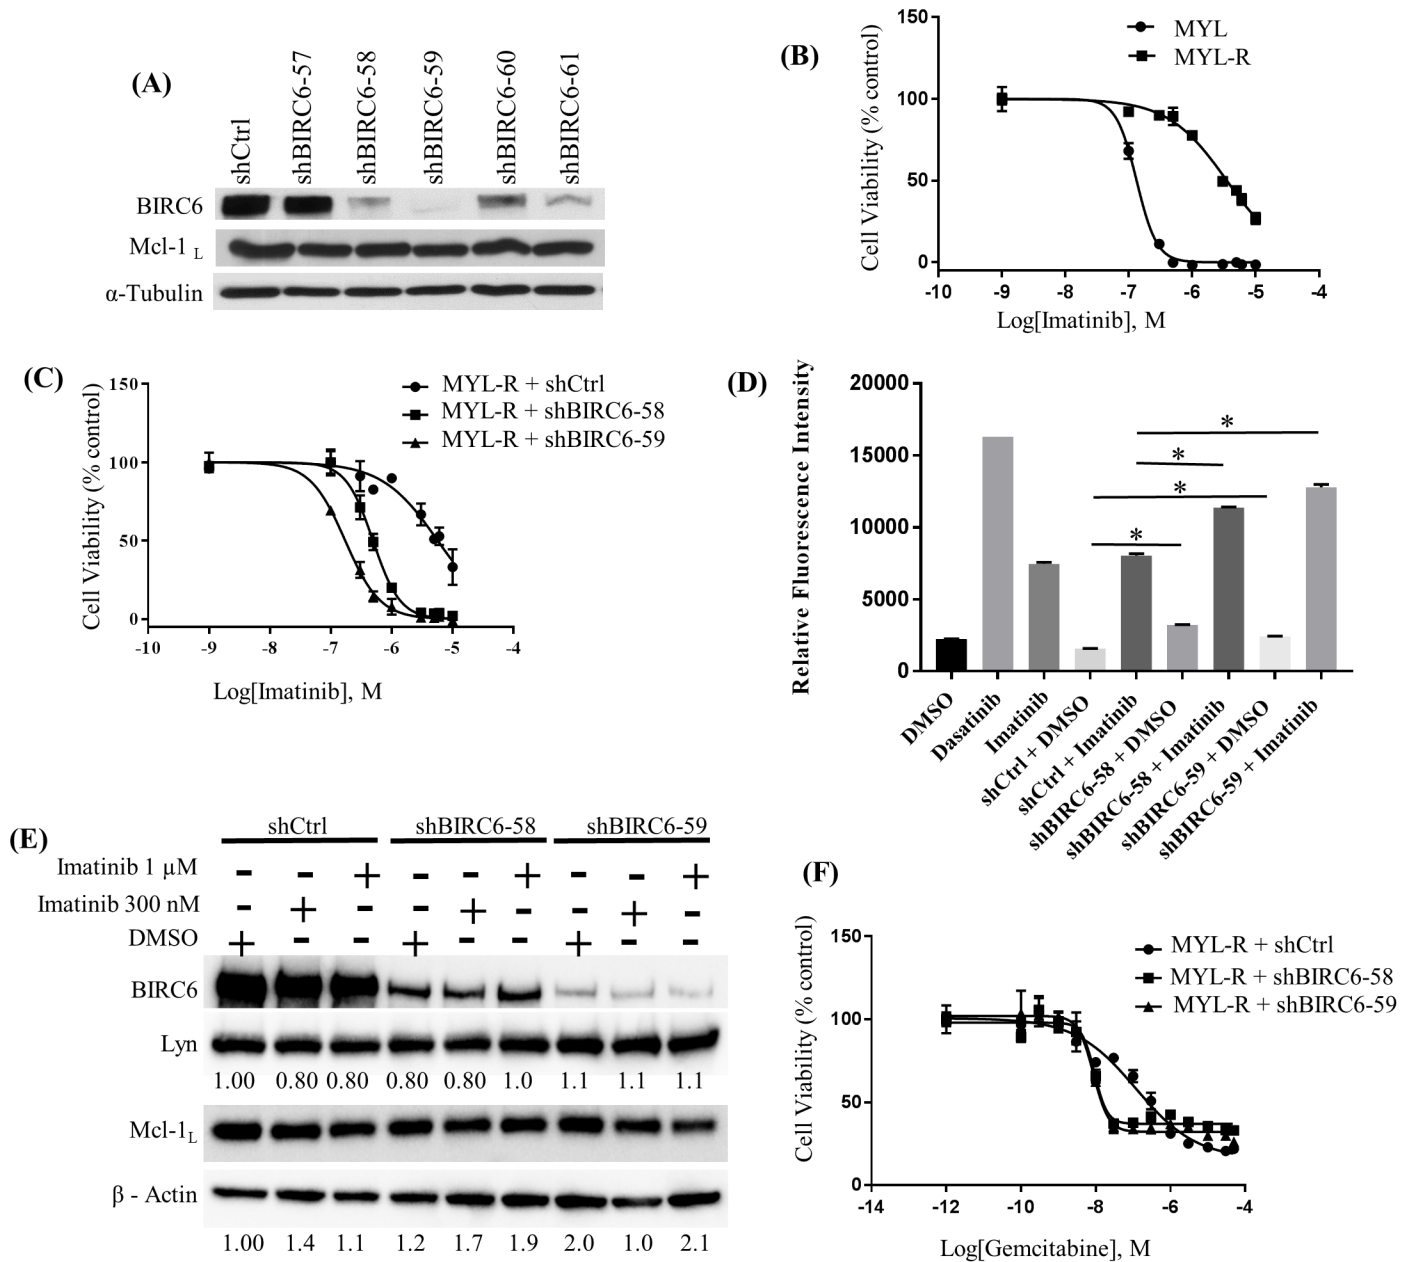 (A)
shCtrl
shBIRC6-57
shBIRC6-58
shBIRC6-59
shBIRC6-60
shBIRC6-61
BIRC6
Mcl-1 L
α-Tubulin
(B)
MYL
MYL-R
Cell Viability (% control)
150
100
50
0
-10 -9 -8 -7 -6 -5 -4
Log[Imatinib], M
(C)
MYL-R + shCtrl
MYL-R + shBIRC6-58
MYL-R + shBIRC6-59
Cell Viability (% control)
150
100
50
0
-10 -9 -8 -7 -6 -5 -4
Log[Imatinib], M
(D)
Relative Fluorescence Intensity
20000
15000
10000
5000
0
* * * *
DMSO
Dasatinib
Imatinib
shCtrl + DMSO
shCtrl + Imatinib
shBIRC6-58 + DMSO
shBIRC6-58 + Imatinib
shBIRC6-59 + DMSO
shBIRC6-59 + Imatinib
(E)
shCtrl shBIRC6-58 shBIRC6-59
Imatinib 1 µM - - + - - + - - +
Imatinib 300 nM - + - - + - - + -
DMSO + - - + - - + - -
BIRC6
Lyn
1.00 0.80 0.80 0.80 0.80 1.0 1.1 1.1 1.1
Mcl-1L
β - Actin
1.00 1.4 1.1 1.2 1.7 1.9 2.0 1.0 2.1
(F)
MYL-R + shCtrl
MYL-R + shBIRC6-58
MYL-R + shBIRC6-59
Cell Viability (% control)
150
100
50
0
-14 -12 -10 -8 -6 -4
Log[Gemcitabine], M